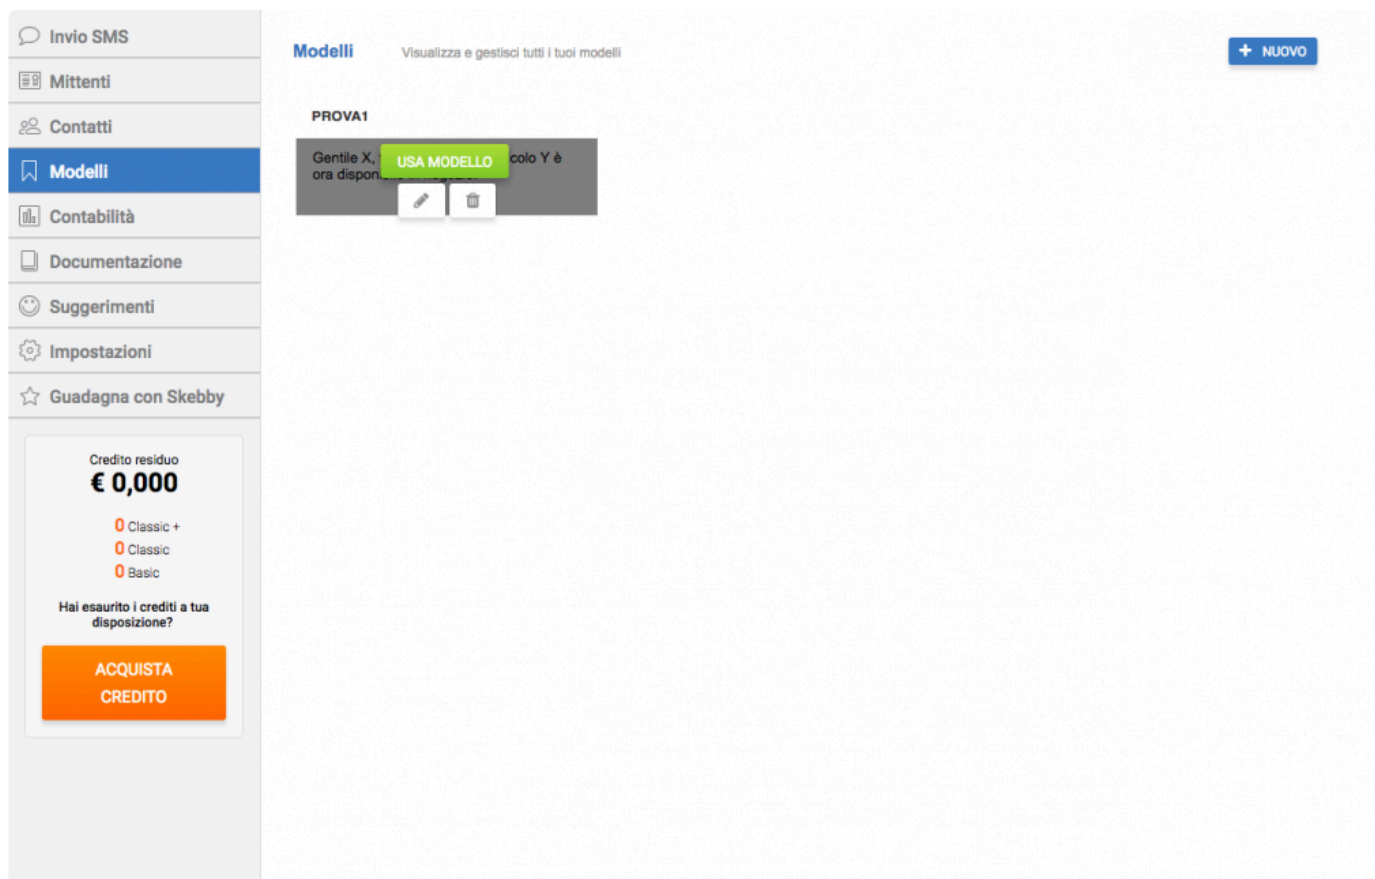 Invio SMS
Mittenti
Contatti
Modelli
Contabilità
Documentazione
Suggerimenti
Impostazioni
Guadagna con Skebby
Credito residuo
€ 0,000
0 Classic +
0 Classic
0 Basic
Hai esaurito i crediti a tua
disposizione?
ACQUISTA
CREDITO
Modelli Visualizza e gestisci tutti i tuoi modelli
+ NUOVO
PROVA1
Gentile X, colo Y è
USA MODELLO
ora